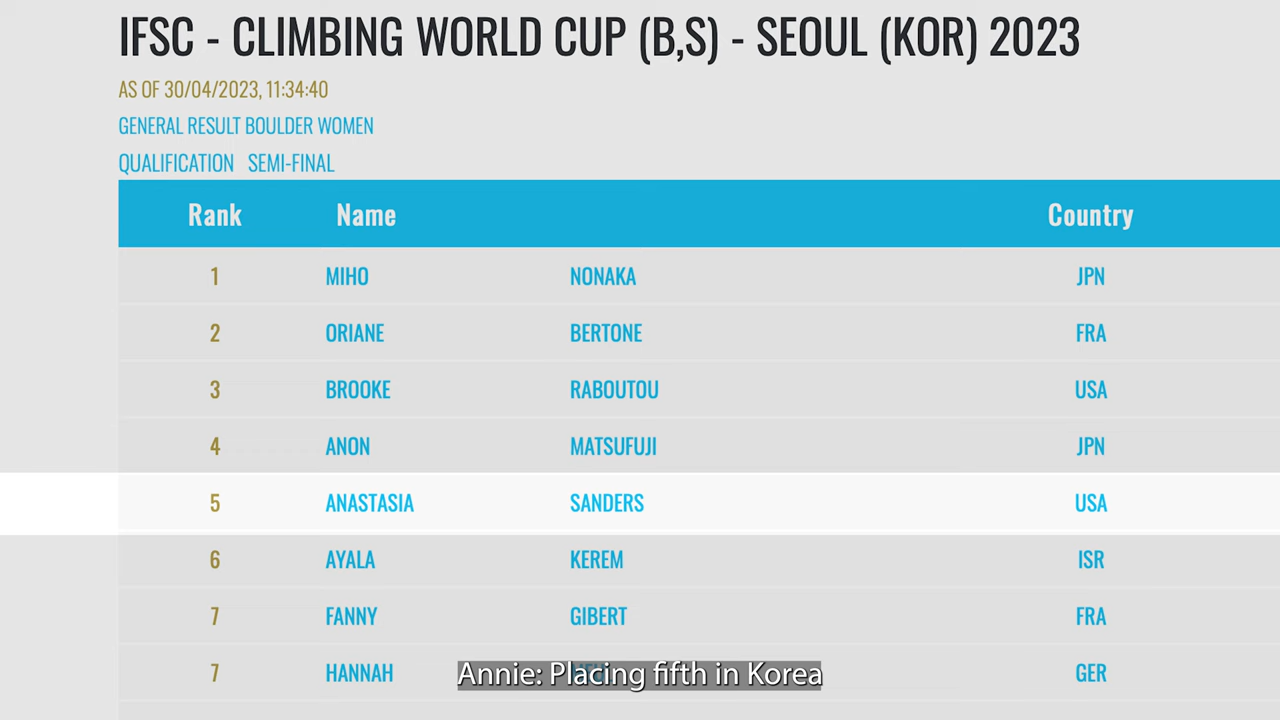 IFSC - CLIMBING WORLD CUP (B,S) - SEOUL (KOR) 2023
AS OF 30/04/2023, 11:34:40
GENERAL RESULT BOULDER WOMEN
QUALIFICATION SEMI-FINAL
Rank Name Country
1 MIHO NONAKA JPN
2 ORIANE BERTONE FRA
3 BROOKE RABOUTOU USA
4 ANON MATSUFUJI JPN
5 ANASTASIA SANDERS USA
6 AYALA KEREM ISR
7 FANNY GIBERT FRA
7 HANNAH GER
Annie: Placing fifth in Korea